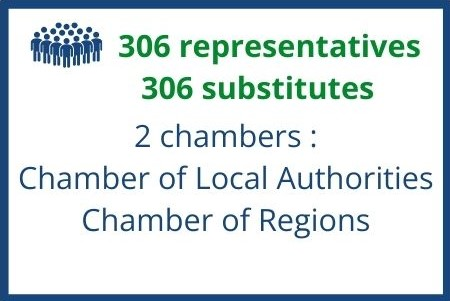 306 representatives
306 substitutes
2 chambers :
Chamber of Local Authorities
Chamber of Regions